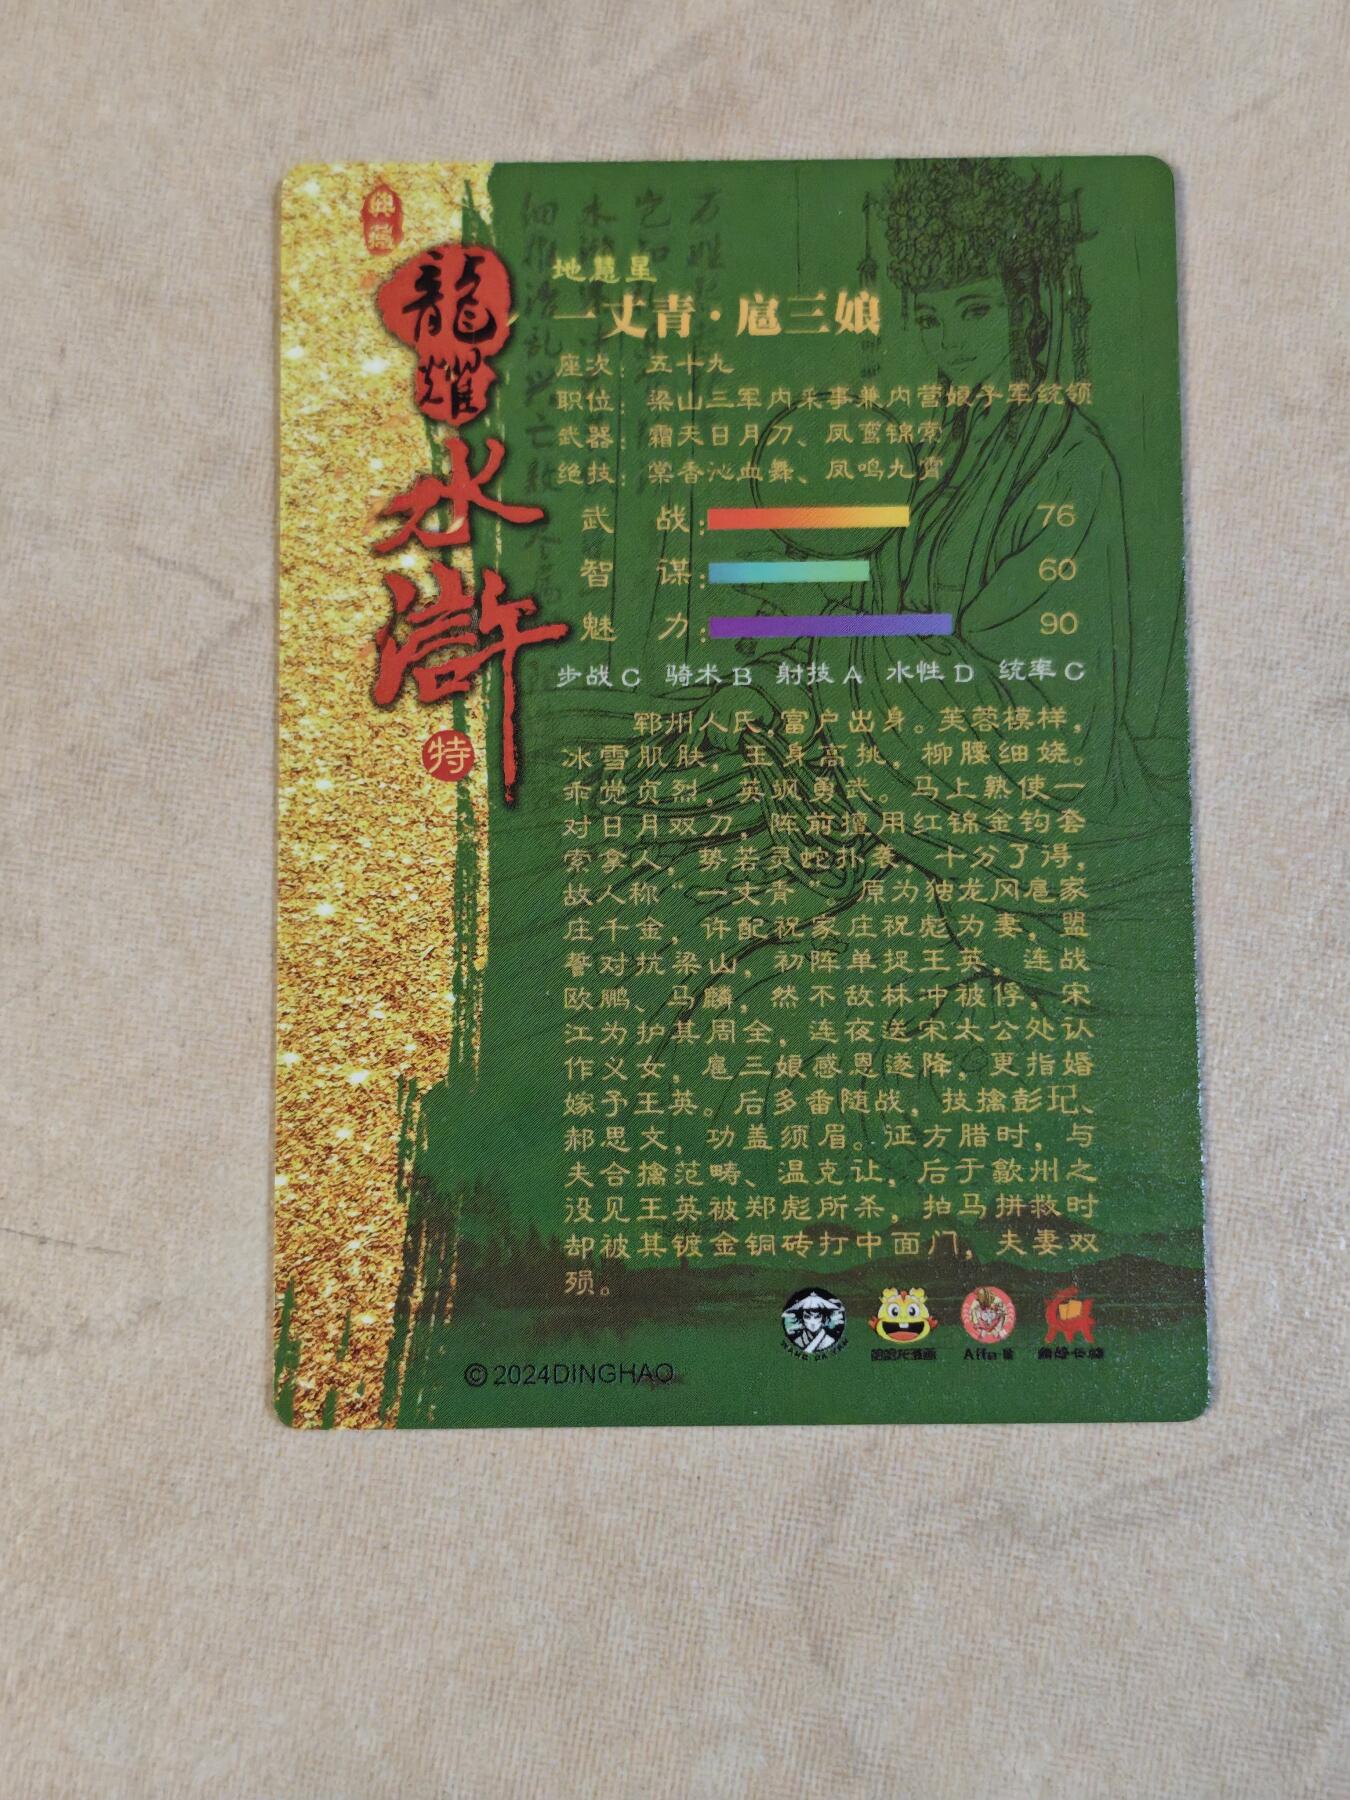 典藏
龍耀水滸
特
地慧星
一丈青·扈三娘
座次：五十九
职位：梁山三军内采事兼内营娘子军统领
武器：霜天日月刀、凤鸾锦索
绝技：棠香沁血舞、凤鸣九霄
武战：76
智谋：60
魅力：90
步战C 骑术B 射技A 水性D 统率C
郓州人氏，富户出身。芙蓉模样，
冰雪肌肤，玉身高挑，柳腰细娆。
乖觉贞烈，英飒勇武。马上熟使一
对日月双刀，阵前擅用红锦金钩套
索拿人，势若灵蛇扑袭，十分了得，
故人称“一丈青”。原为独龙冈扈家
庄千金，许配祝家庄祝彪为妻，盟
誓对抗梁山，初阵单捉王英，连战
欧鹏、马麟，然不敌林冲被俘，宋
江为护其周全，连夜送宋太公处认
作义女，扈三娘感恩遂降，更指婚
嫁予王英。后多番随战，技擒彭玘、
郝思文，功盖须眉。征方腊时，与
夫合擒范畴、温克让，后于歙州之
役见王英被郑彪所杀，拍马拼救时
却被其镀金铜砖打中面门，夫妻双
殒。
©2024DINGHAO